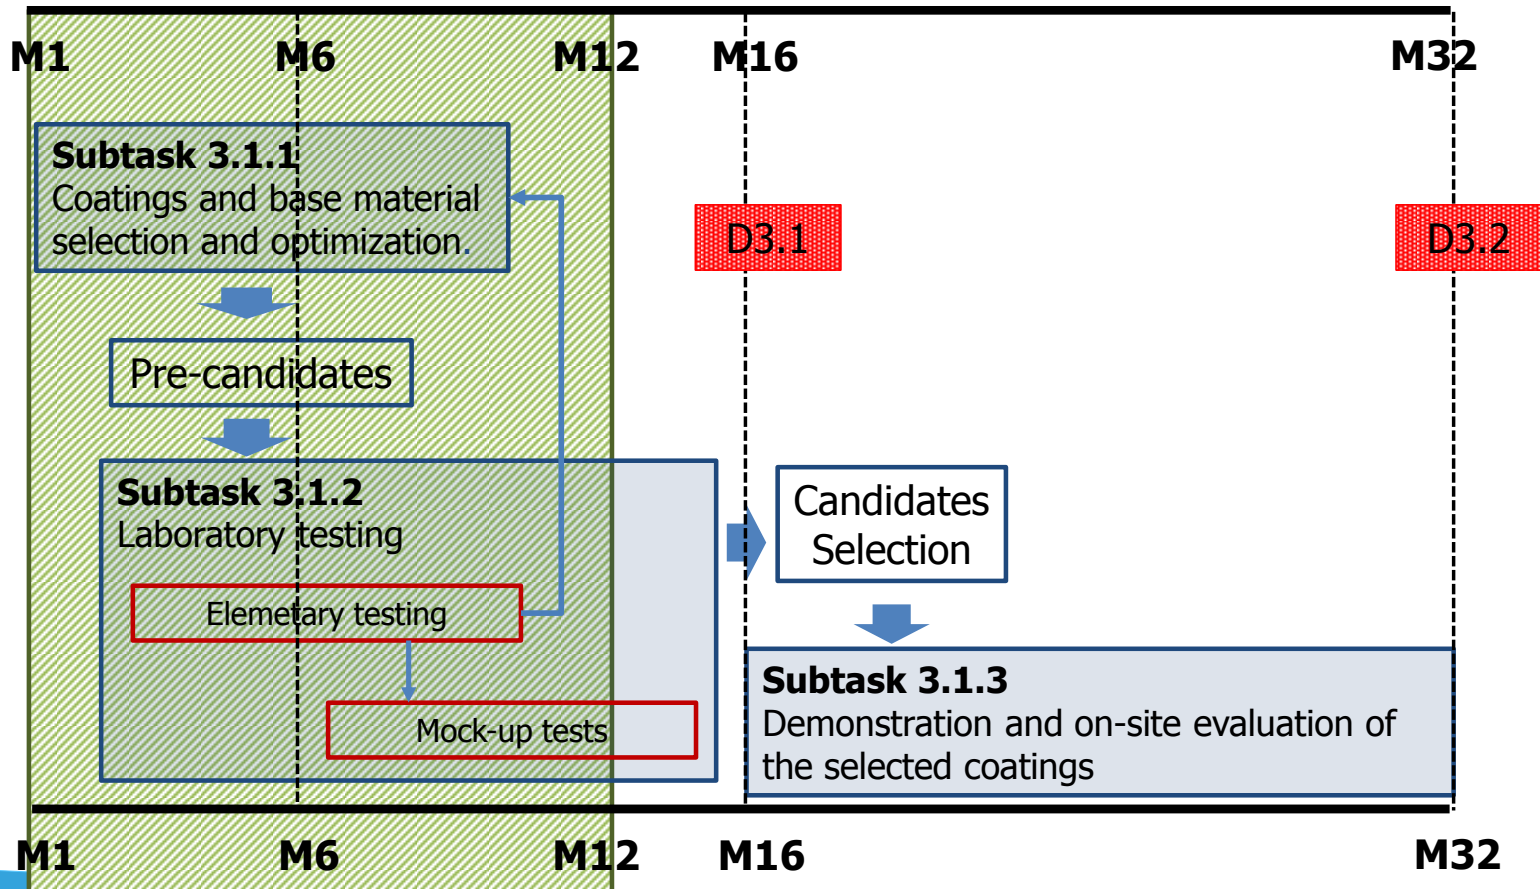 M1 M6 M12 M16 M32
Subtask 3.1.1
Coatings and base material
selection and optimization.
D3.1
D3.2
Pre-candidates
Subtask 3.1.2
Laboratory testing
Elemetary testing
Mock-up tests
Candidates
Selection
Subtask 3.1.3
Demonstration and on-site evaluation of
the selected coatings
M1 M6 M12 M16 M32